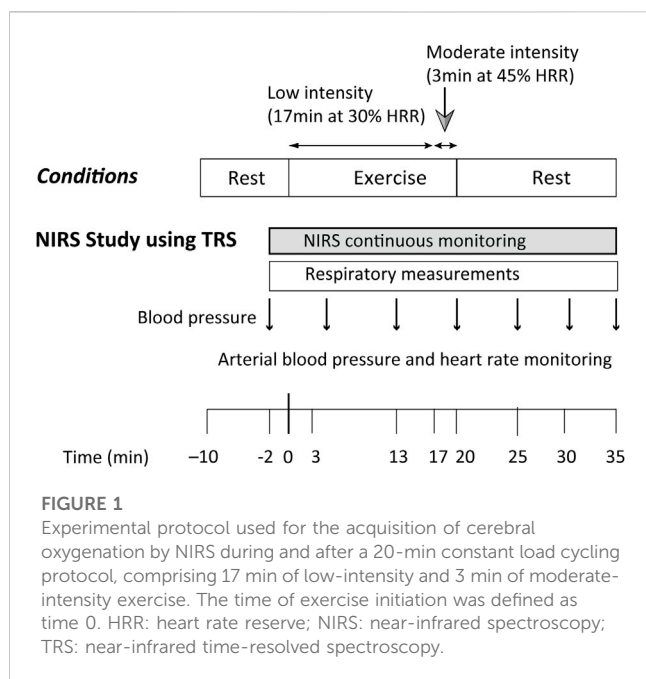 Moderate intensity
(3min at 45% HRR)
Low intensity
(17min at 30% HRR)
Conditions
Rest
Exercise
Rest
NIRS Study using TRS
NIRS continuous monitoring
Respiratory measurements
Blood pressure
Arterial blood pressure and heart rate monitoring
Time (min) –10 -2 0 3 13 17 20 25 30 35
FIGURE 1
Experimental protocol used for the acquisition of cerebral
oxygenation by NIRS during and after a 20-min constant load cycling
protocol, comprising 17 min of low-intensity and 3 min of moderate-
intensity exercise. The time of exercise initiation was defined as
time 0. HRR: heart rate reserve; NIRS: near-infrared spectroscopy;
TRS: near-infrared time-resolved spectroscopy.